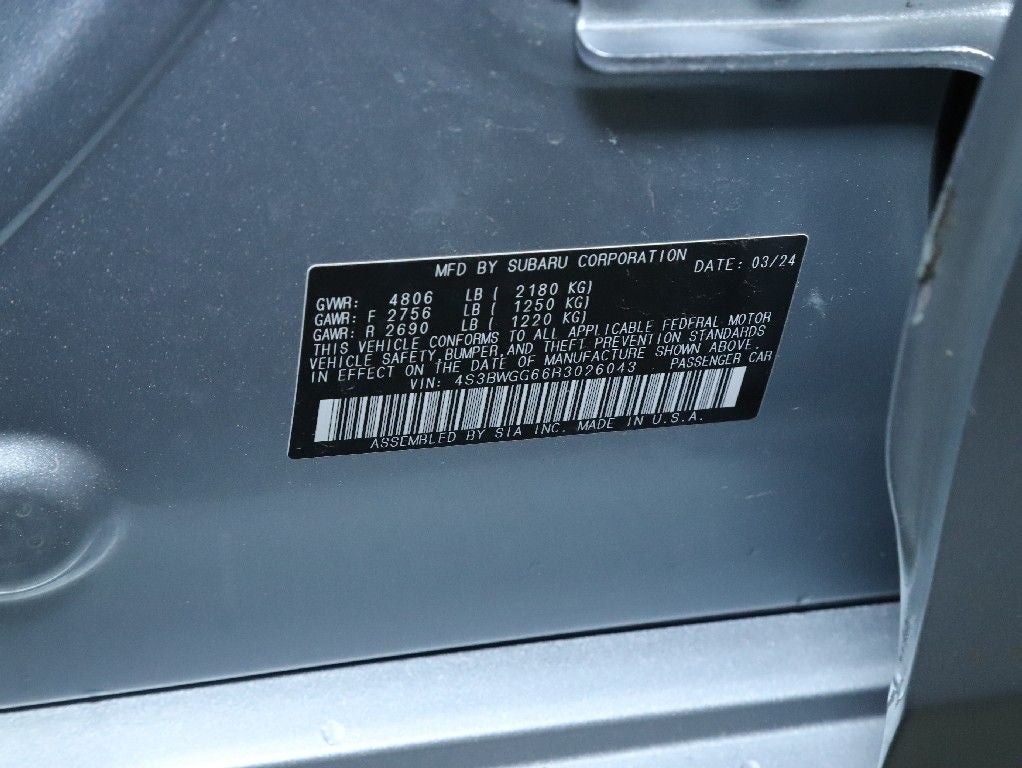 MFD BY SUBARU CORPORATION DATE: 03/24
GVWR: 4806 LB ( 2180 KG)
GAWR: F 2756 LB ( 1250 KG)
GAWR: R 2690 LB ( 1220 KG)
THIS VEHICLE CONFORMS TO ALL APPLICABLE FEDERAL MOTOR
VEHICLE SAFETY, BUMPER, AND THEFT PREVENTION STANDARDS
IN EFFECT ON THE DATE OF MANUFACTURE SHOWN ABOVE.
VIN: 4S3BWGG66R3026043 PASSENGER CAR
ASSEMBLED BY SIA INC. MADE IN U.S.A.